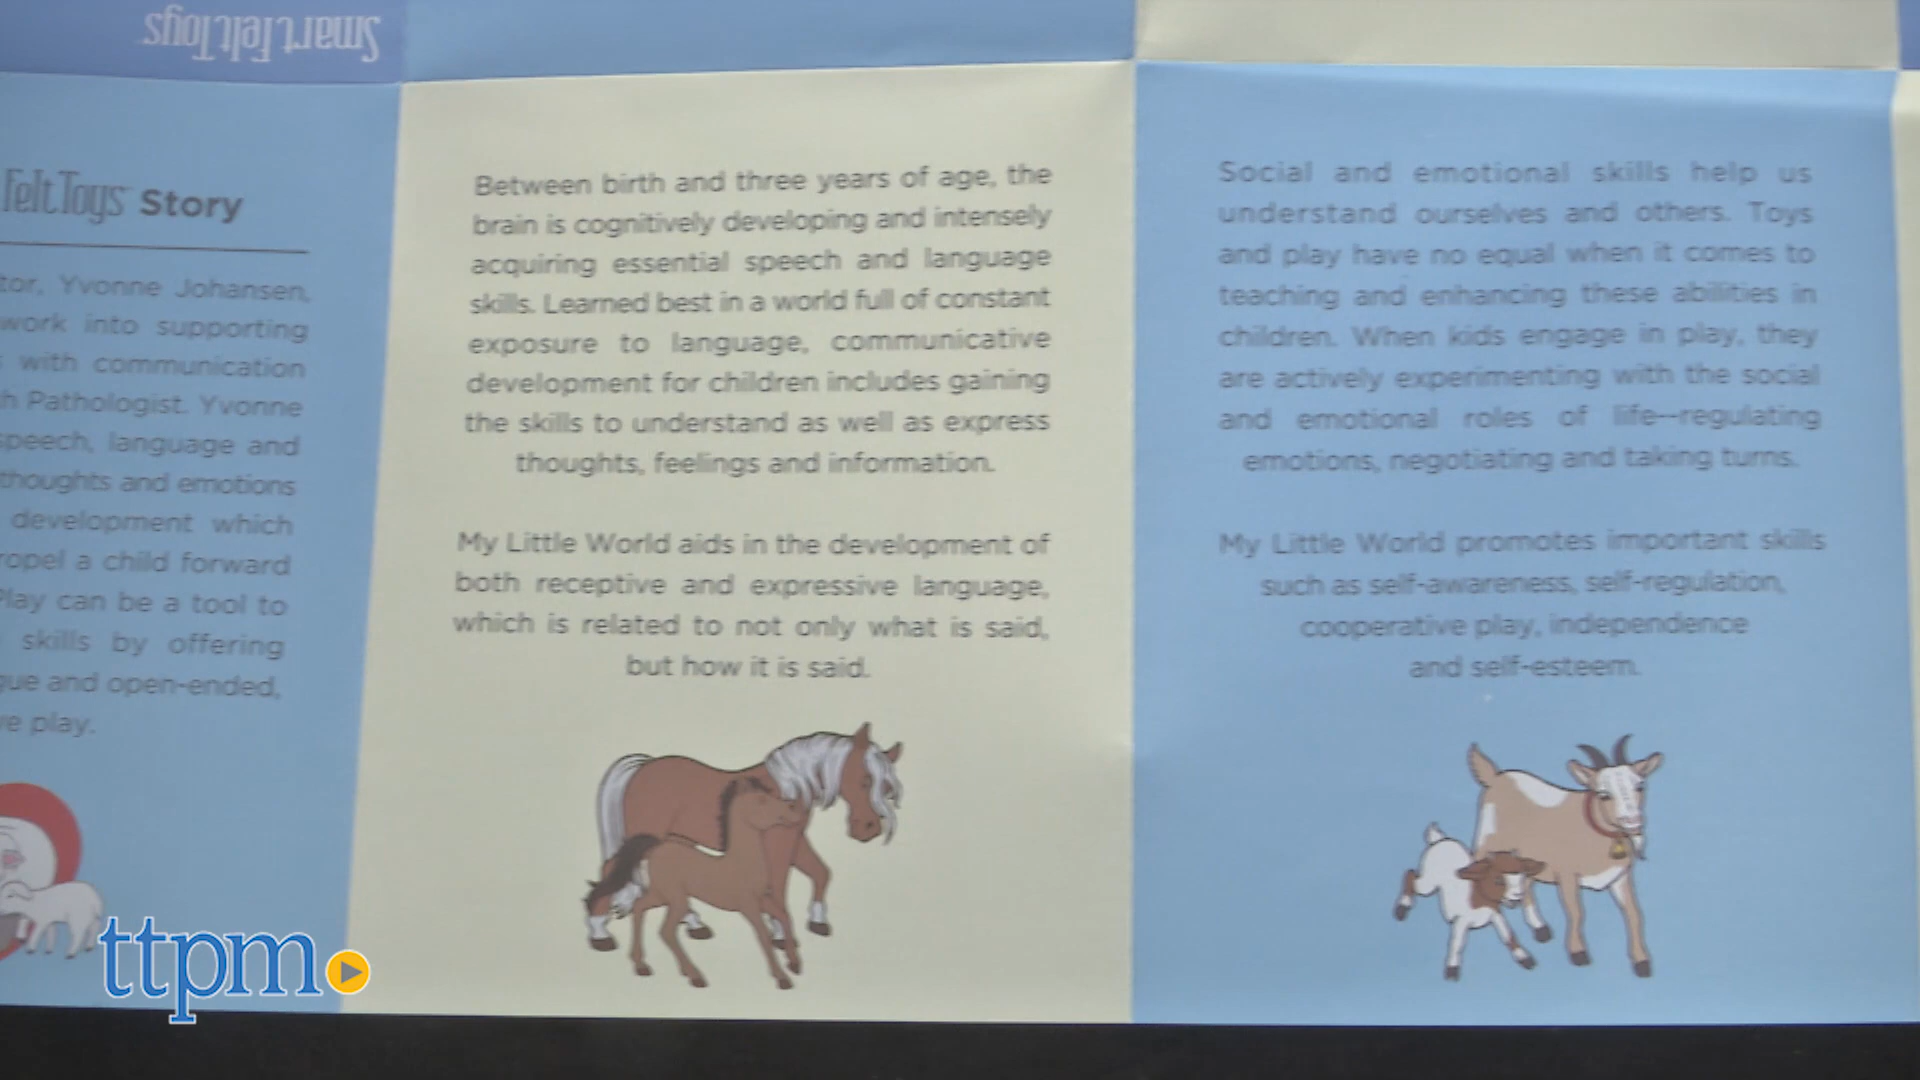 Smart Felt Toys
Felt Toys Story
Yvonne Johansen,
work into supporting
with communication
Pathologist. Yvonne
speech, language and
thoughts and emotions
development which
a child forward
Play can be a tool to
skills by offering
and open-ended,
play.
Between birth and three years of age, the
brain is cognitively developing and intensely
acquiring essential speech and language
skills. Learned best in a world full of constant
exposure to language, communicative
development for children includes gaining
the skills to understand as well as express
thoughts, feelings and information.
My Little World aids in the development of
both receptive and expressive language,
which is related to not only what is said,
but how it is said.
Social and emotional skills help us
understand ourselves and others. Toys
and play have no equal when it comes to
teaching and enhancing these abilities in
children. When kids engage in play, they
are actively experimenting with the social
and emotional roles of life—regulating
emotions, negotiating and taking turns.
My Little World promotes important skills
such as self-awareness, self-regulation,
cooperative play, independence
and self-esteem.
ttpm